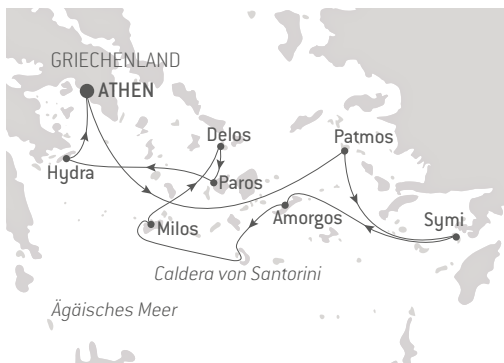 GRIECHENLAND
ATHEN
Delos
Patmos
Hydra
Paros
Amorgos
Milos
Symi
Caldera von Santorini
Ägäisches Meer